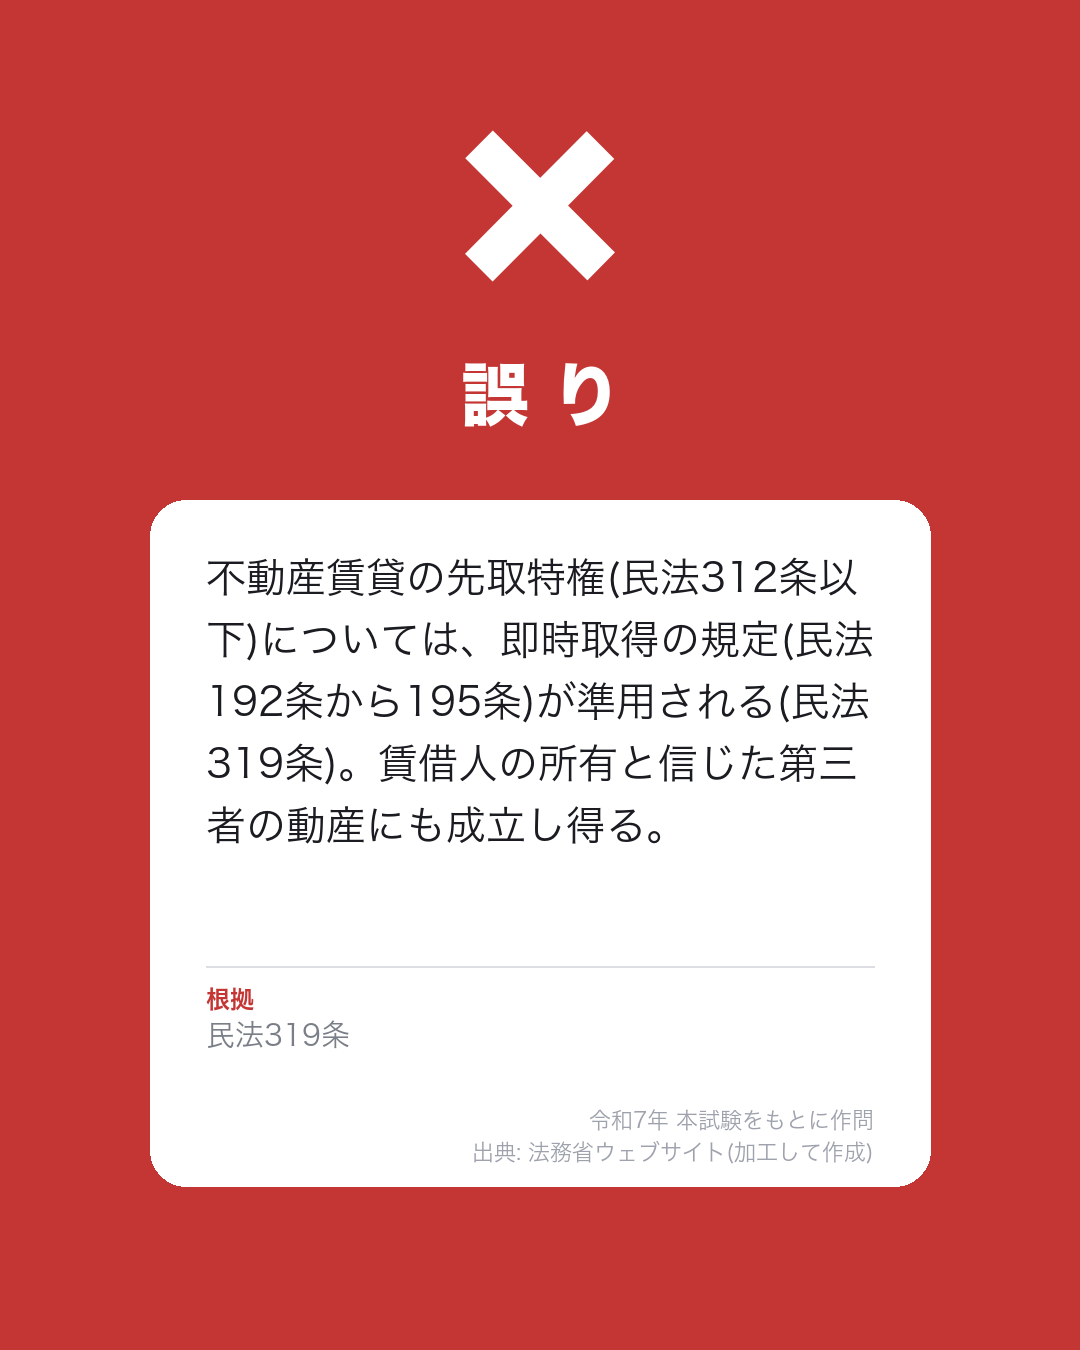 誤り
不動産賃貸の先取特権(民法312条以
下)については、即時取得の規定(民法
192条から195条)が準用される(民法
319条)。賃借人の所有と信じた第三
者の動産にも成立し得る。
根拠
民法319条
令和7年 本試験をもとに作問
出典: 法務省ウェブサイト(加工して作成)